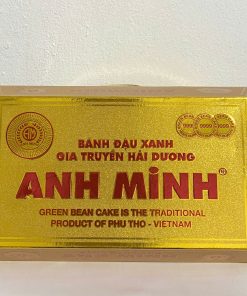 BÁNH ĐẬU XANH
GIA TRUYỀN HẢI DƯƠNG
ANH MINH®
GREEN BEAN CAKE IS THE TRADITIONAL
PRODUCT OF PHU THO - VIETNAM